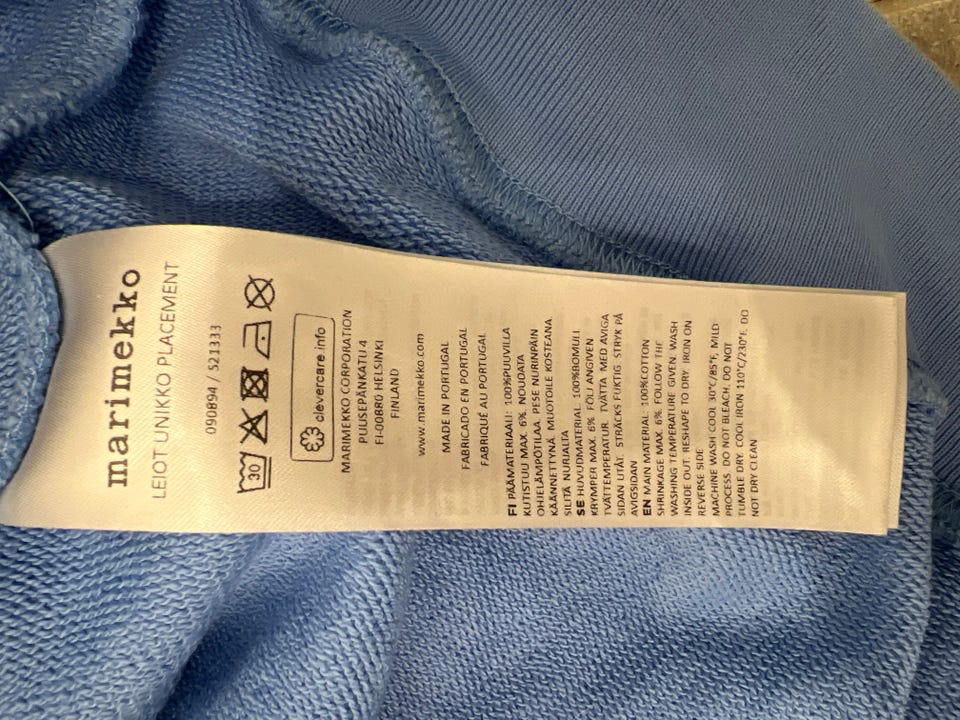 marimekko
LEIOT UNIKKO PLACEMENT
090894 / 521333
30
clevercare.info
MARIMEKKO CORPORATION
PUUSEPÄNKATU 4
FI-00880 HELSINKI
FINLAND
www.marimekko.com
MADE IN PORTUGAL
FABRICADO EN PORTUGAL
FABRIQUÉ AU PORTUGAL
FI PÄÄMATERIAALI: 100%PUUVILLA
KUTISTUU MAX. 6%. NOUDATA
OHJELÄMPÖTILAA. PESE NURINPÄIN
KÄÄNNETTYNÄ. MUOTOILE KOSTEANA.
SILITÄ NURJALTA
SE HUVUDMATERIAL: 100%BOMULL
KRYMPER MAX. 6%. FÖLJ ANGIVEN
TVÄTTEMPERATUR. TVÄTTA MED AVIGA
SIDAN UTÅT. STRÄCKS FUKTIG. STRYK PÅ
AVIGSIDAN
EN MAIN MATERIAL: 100%COTTON
SHRINKAGE MAX. 6%. FOLLOW THE
WASHING TEMPERATURE GIVEN. WASH
INSIDE OUT. RESHAPE TO DRY. IRON ON
REVERSE SIDE
MACHINE WASH COOL 30°C/85°F, MILD
PROCESS. DO NOT BLEACH. DO NOT
TUMBLE DRY. COOL IRON 110°C/230°F. DO
NOT DRY CLEAN